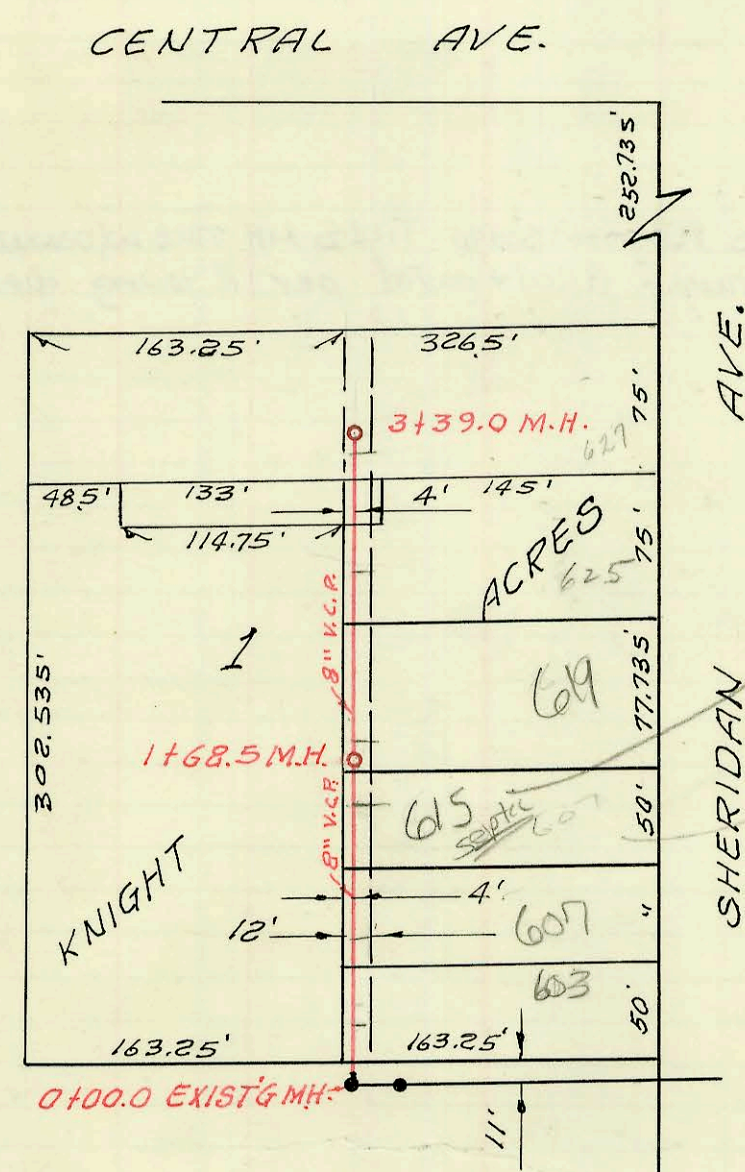 CENTRAL AVE.
252.735'
163.25'
326.5'
AVE.
3+39.0 M.H.
627
75'
48.5'
133'
4'
145'
114.75'
ACRES
625
75'
8" V.C.P.
1
619
77.735'
302.535'
1+68.5 M.H.
8" V.C.P.
615
septic
607
50'
SHERIDAN
KNIGHT
4'
12'
607
"
603
50'
163.25'
163.25'
0+00.0 EXIST'G MH.
11'